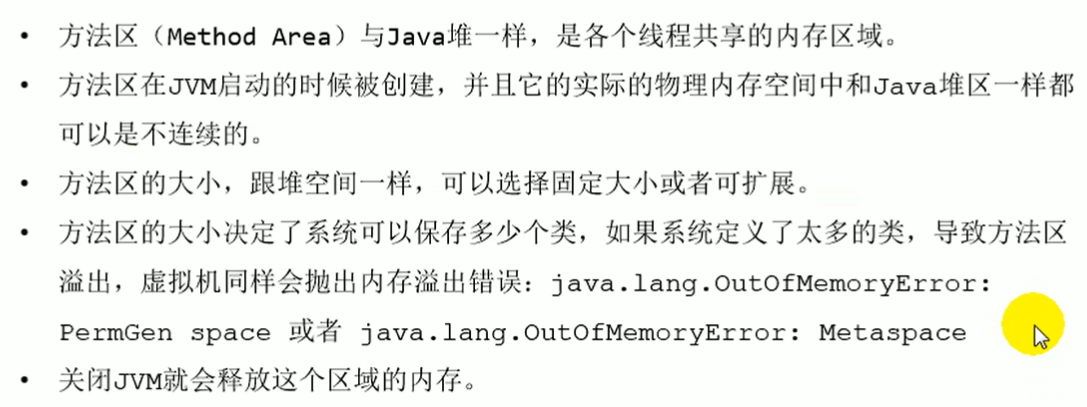 • 方法区（Method Area）与Java堆一样，是各个线程共享的内存区域。
• 方法区在JVM启动的时候被创建，并且它的实际的物理内存空间中和Java堆区一样都
可以是不连续的。
• 方法区的大小，跟堆空间一样，可以选择固定大小或者可扩展。
• 方法区的大小决定了系统可以保存多少个类，如果系统定义了太多的类，导致方法区
溢出，虚拟机同样会抛出内存溢出错误：java.lang.OutOfMemoryError:
PermGen space 或者 java.lang.OutOfMemoryError: Metaspace
• 关闭JVM就会释放这个区域的内存。